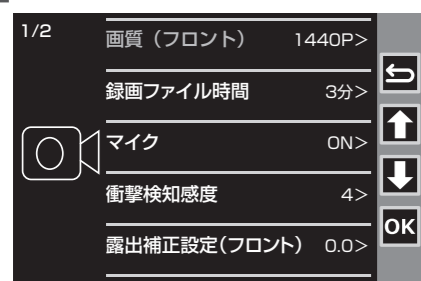 1/2
画質（フロント） 1440P>
録画ファイル時間 3分>
マイク ON>
衝撃検知感度 4>
露出補正設定（フロント） 0.0>
OK